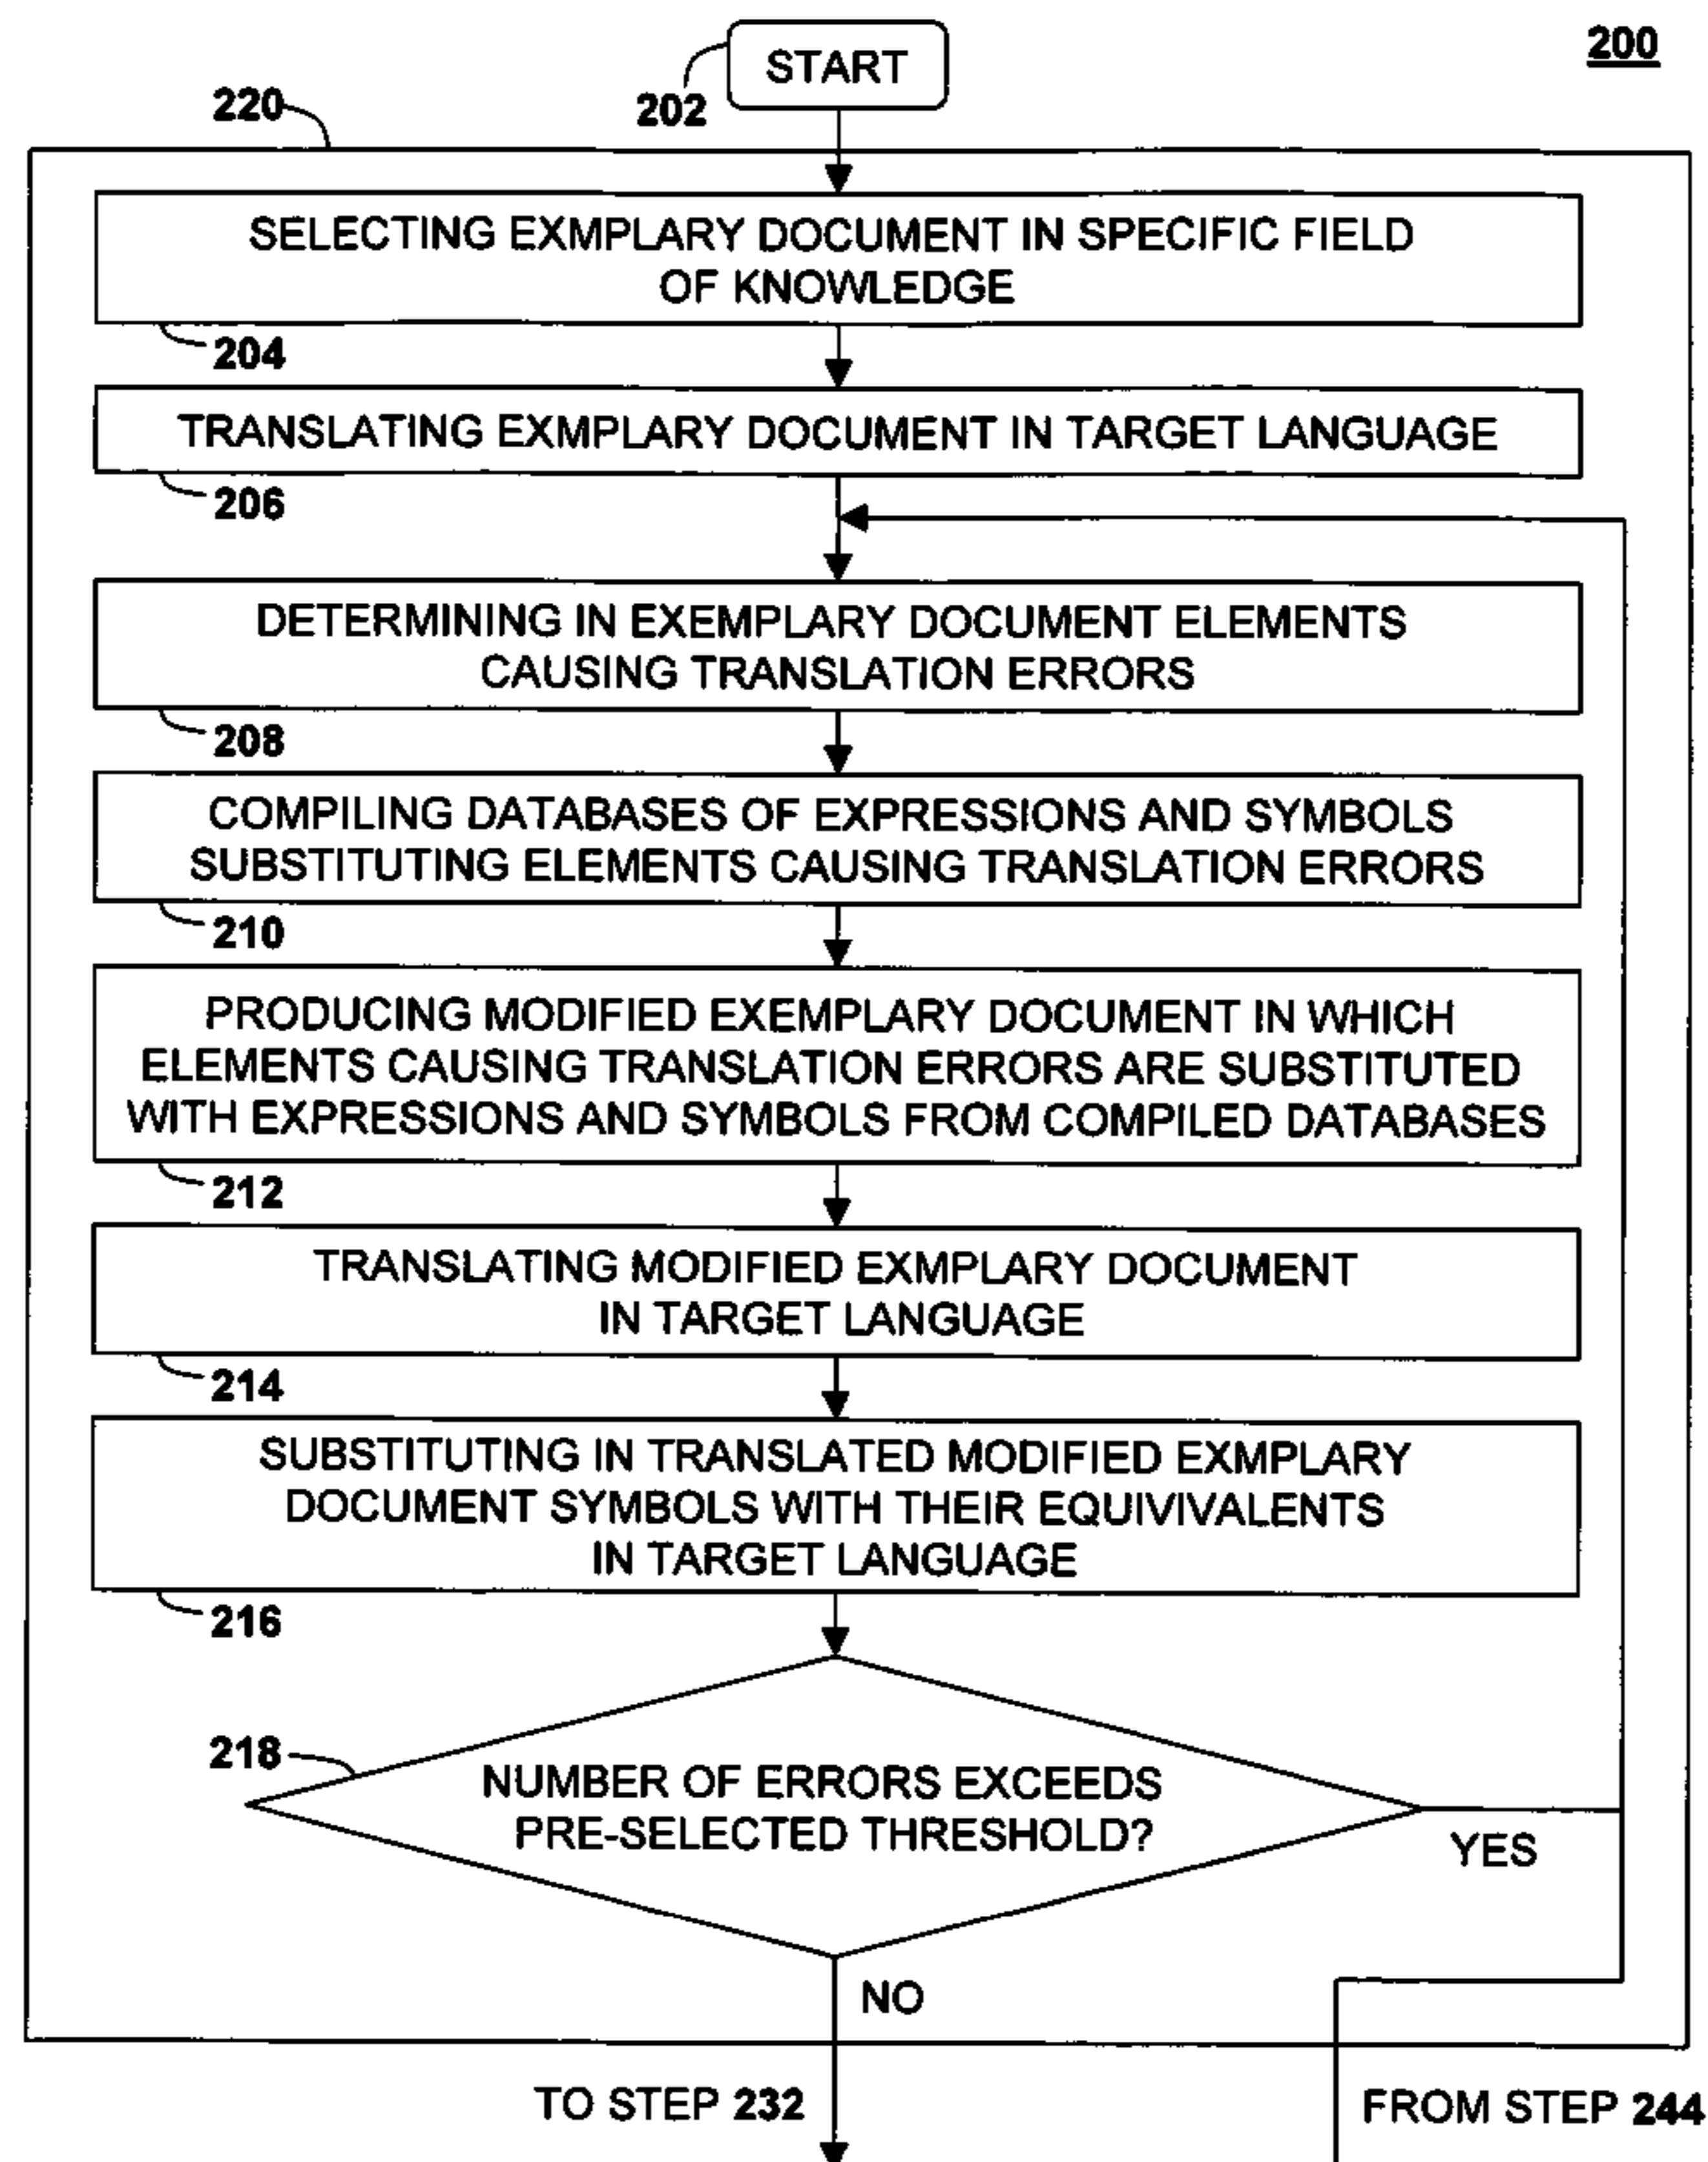 200
START
202
220
SELECTING EXMPLARY DOCUMENT IN SPECIFIC FIELD
OF KNOWLEDGE
204
TRANSLATING EXMPLARY DOCUMENT IN TARGET LANGUAGE
206
DETERMINING IN EXEMPLARY DOCUMENT ELEMENTS
CAUSING TRANSLATION ERRORS
208
COMPILING DATABASES OF EXPRESSIONS AND SYMBOLS
SUBSTITUTING ELEMENTS CAUSING TRANSLATION ERRORS
210
PRODUCING MODIFIED EXEMPLARY DOCUMENT IN WHICH
ELEMENTS CAUSING TRANSLATION ERRORS ARE SUBSTITUTED
WITH EXPRESSIONS AND SYMBOLS FROM COMPILED DATABASES
212
TRANSLATING MODIFIED EXMPLARY DOCUMENT
IN TARGET LANGUAGE
214
SUBSTITUTING IN TRANSLATED MODIFIED EXMPLARY
DOCUMENT SYMBOLS WITH THEIR EQUIVIVALENTS
IN TARGET LANGUAGE
216
218
NUMBER OF ERRORS EXCEEDS
PRE-SELECTED THRESHOLD?
YES
NO
TO STEP 232
FROM STEP 244